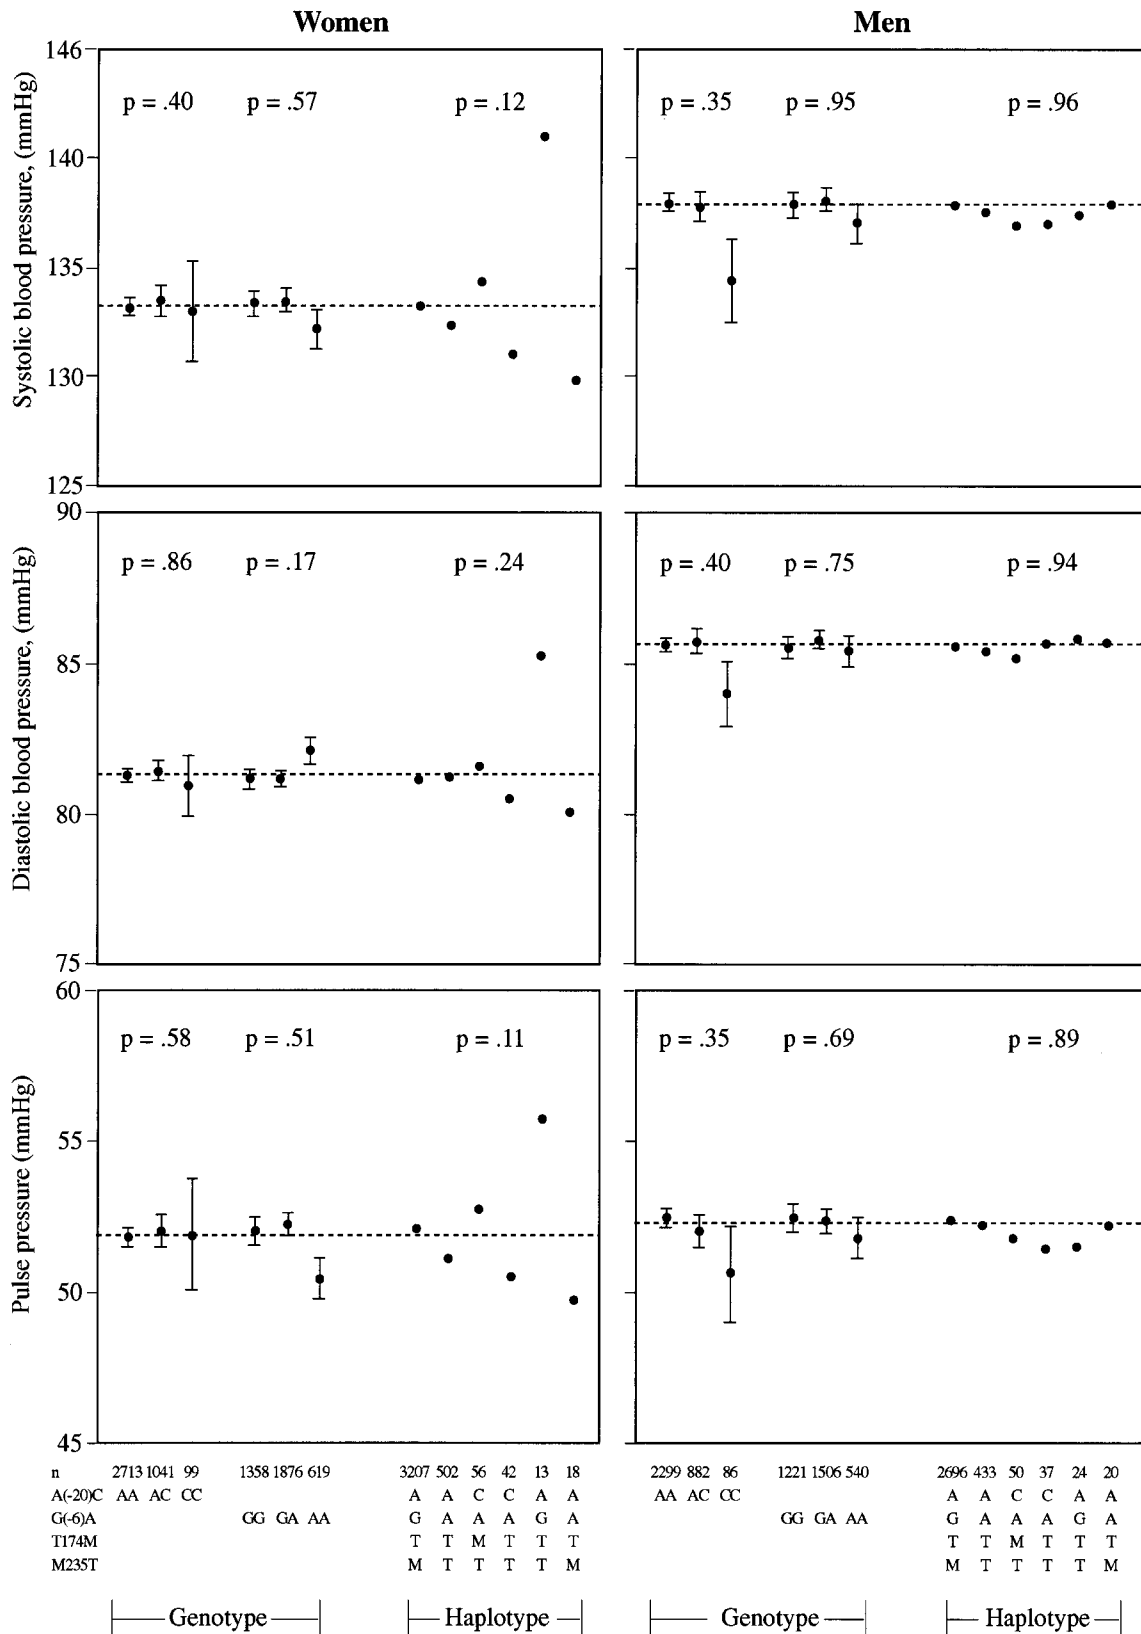 Women Men
146
140
135
130
125
Systolic blood pressure, (mmHg)
p = .40 p = .57 p = .12
p = .35 p = .95 p = .96
90
85
80
75
Diastolic blood pressure, (mmHg)
p = .86 p = .17 p = .24
p = .40 p = .75 p = .94
60
55
50
45
Pulse pressure (mmHg)
p = .58 p = .51 p = .11
p = .35 p = .69 p = .89
n 2713 1041 99 1358 1876 619 3207 502 56 42 13 18 2299 882 86 1221 1506 540 2696 433 50 37 24 20
A(-20)C AA AC CC A A C C A A AA AC CC A A C C A A
G(-6)A GG GA AA G A A A G A GG GA AA G A A A G A
T174M T T M T T T T T M T T T
M235T M T T T T M M T T T T M
Genotype Haplotype Genotype Haplotype